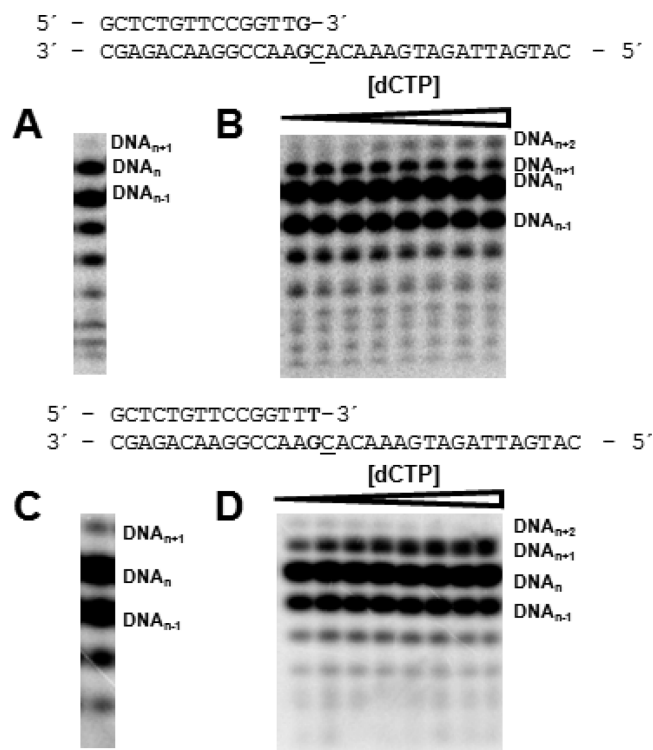 5´ – GCTCTGTTCCGGTTG–3´
3´ – CGAGACAAGGCCAAGCACAAAGTAGATTAGTAC – 5´
[dCTP]
A
B
DNAn+1
DNAn
DNAn-1
DNAn+2
DNAn+1
DNAn
DNAn-1
5´ – GCTCTGTTCCGGTTT–3´
3´ – CGAGACAAGGCCAAGCACAAAGTAGATTAGTAC – 5´
[dCTP]
C
D
DNAn+1
DNAn
DNAn-1
DNAn+2
DNAn+1
DNAn
DNAn-1